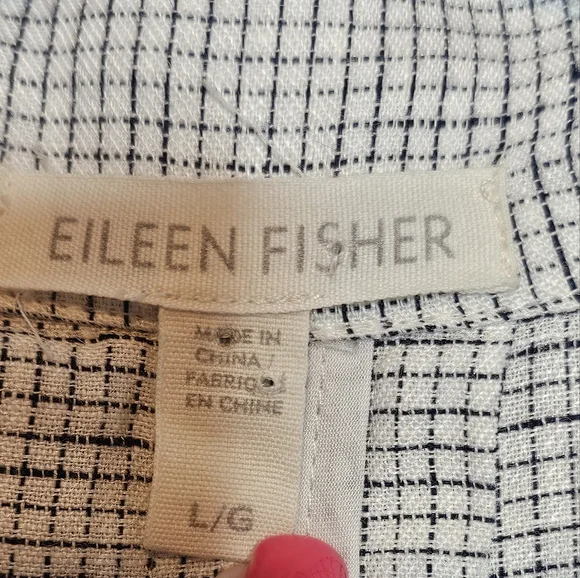 EILEEN FISHER
MADE IN
CHINA/
FABRIQUÉ
EN CHINE
L/G